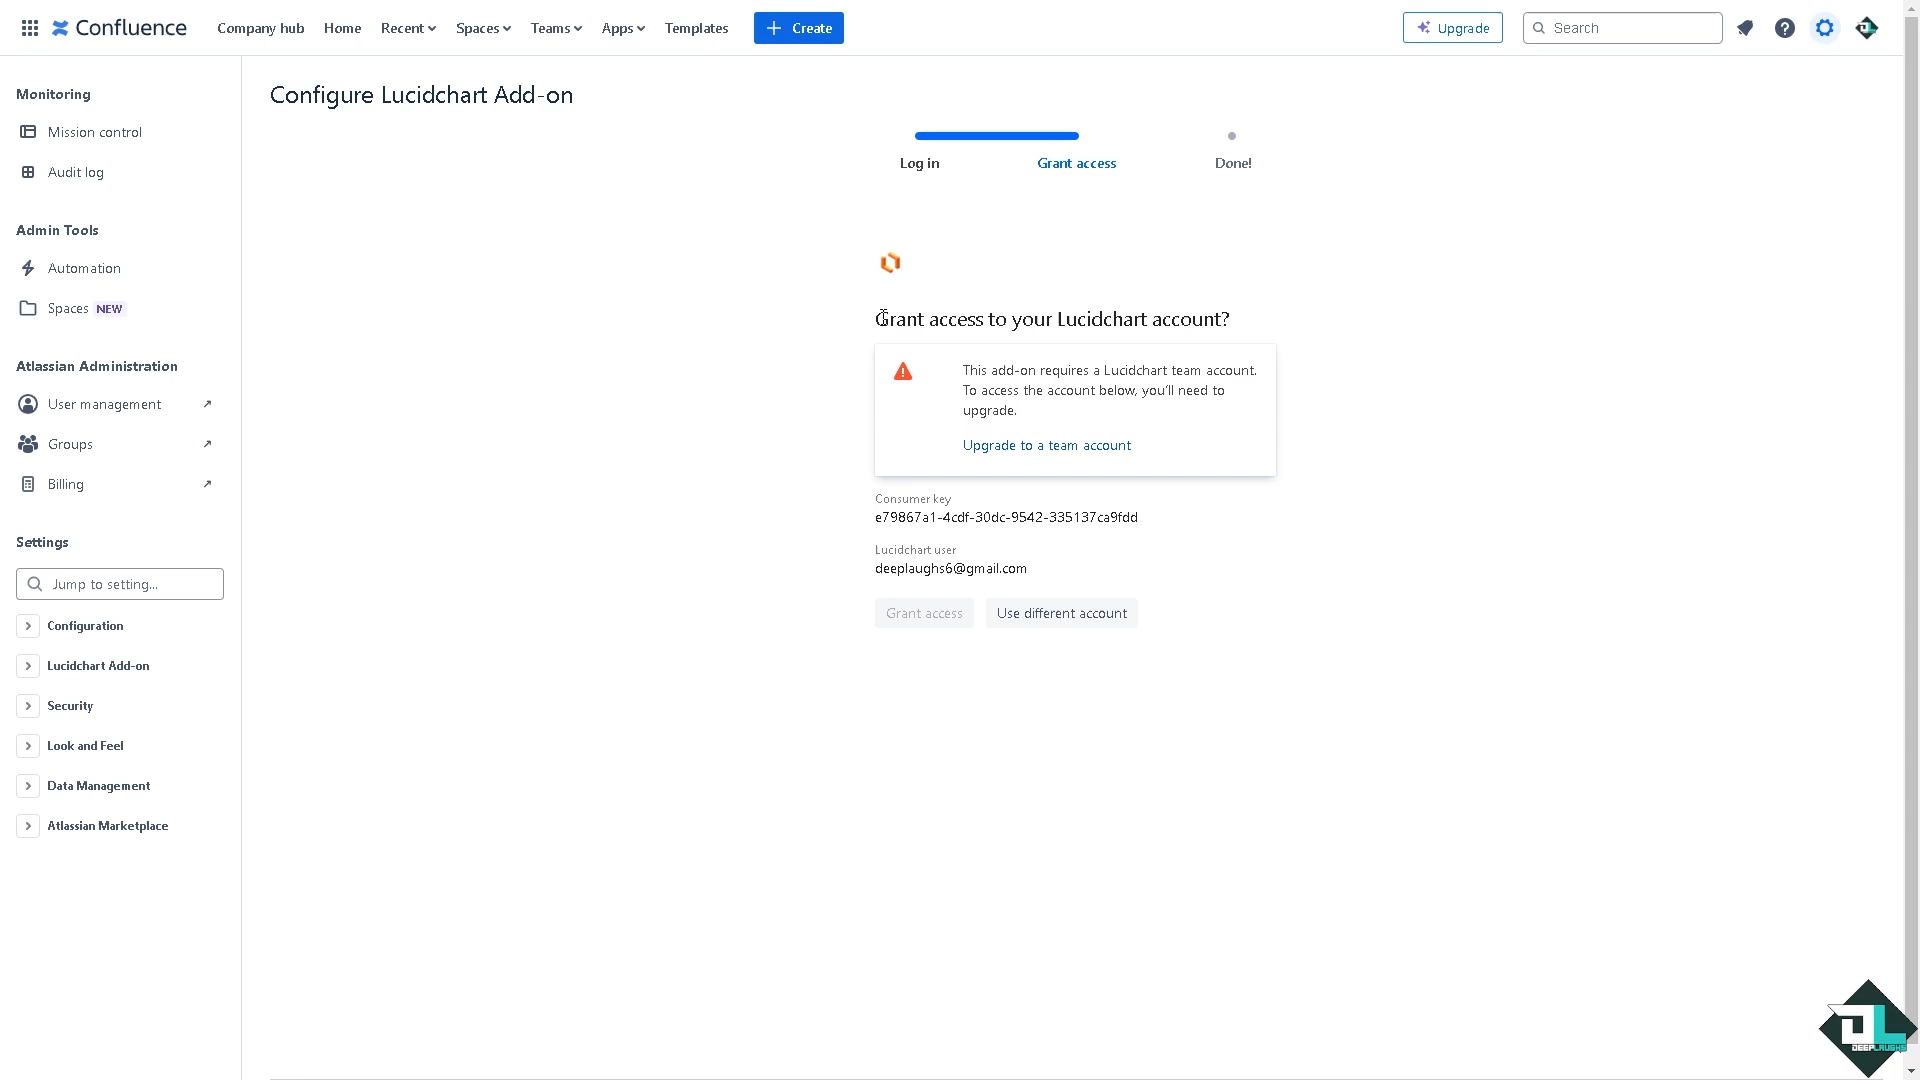 Confluence
Company hub
Home
Recent
Spaces
Teams
Apps
Templates
Create
Upgrade
Search
Monitoring
Mission control
Audit log
Admin Tools
Automation
Spaces NEW
Atlassian Administration
User management
Groups
Billing
Settings
Jump to setting...
Configuration
Lucidchart Add-on
Security
Look and Feel
Data Management
Atlassian Marketplace
Configure Lucidchart Add-on
Log in
Grant access
Done!
Grant access to your Lucidchart account?
This add-on requires a Lucidchart team account.
To access the account below, you'll need to
upgrade.
Upgrade to a team account
Consumer key
e79867a1-4cdf-30dc-9542-335137ca9fdd
Lucidchart user
deeplaughs6@gmail.com
Grant access
Use different account
DL
DEEPLAUGHS